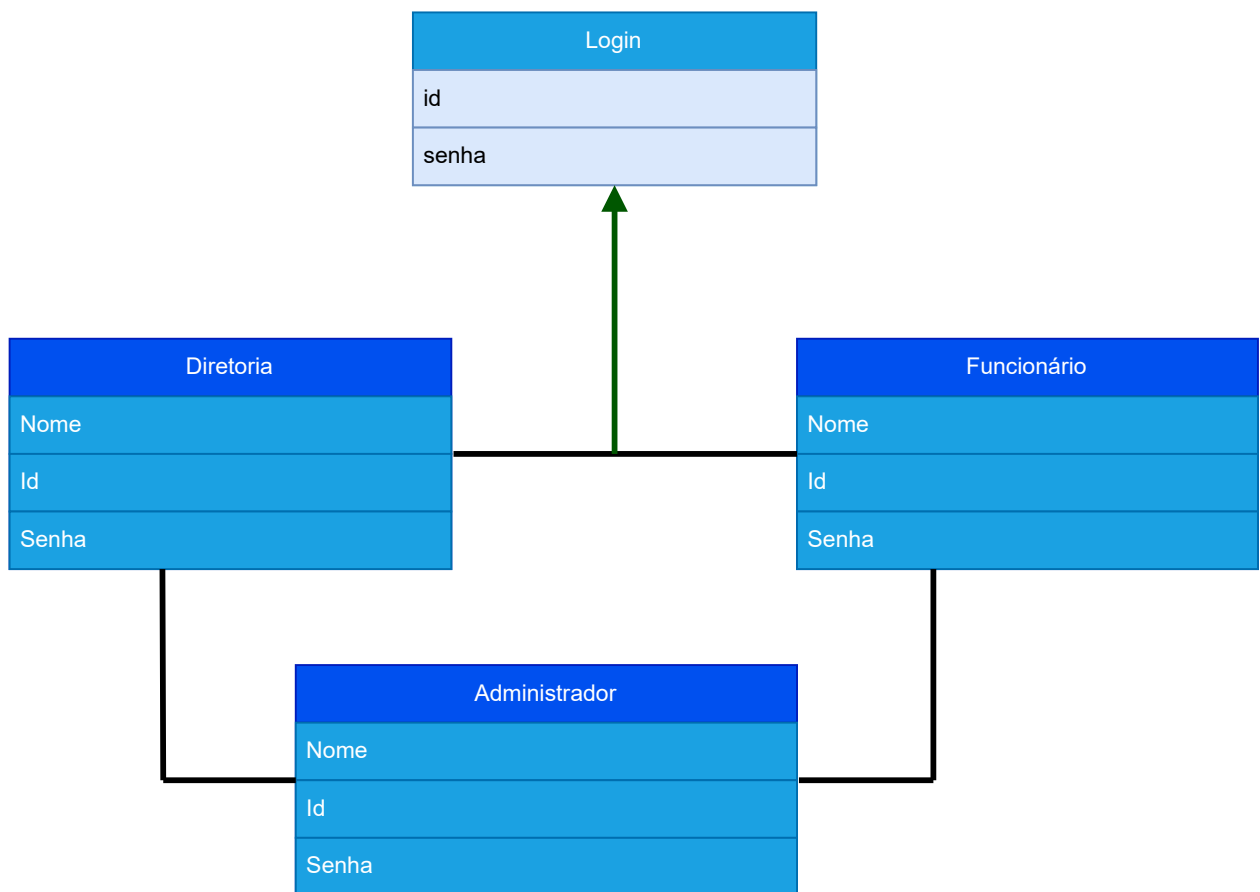 Login
id
senha
Diretoria
Nome
Id
Senha
Funcionário
Nome
Id
Senha
Administrador
Nome
Id
Senha